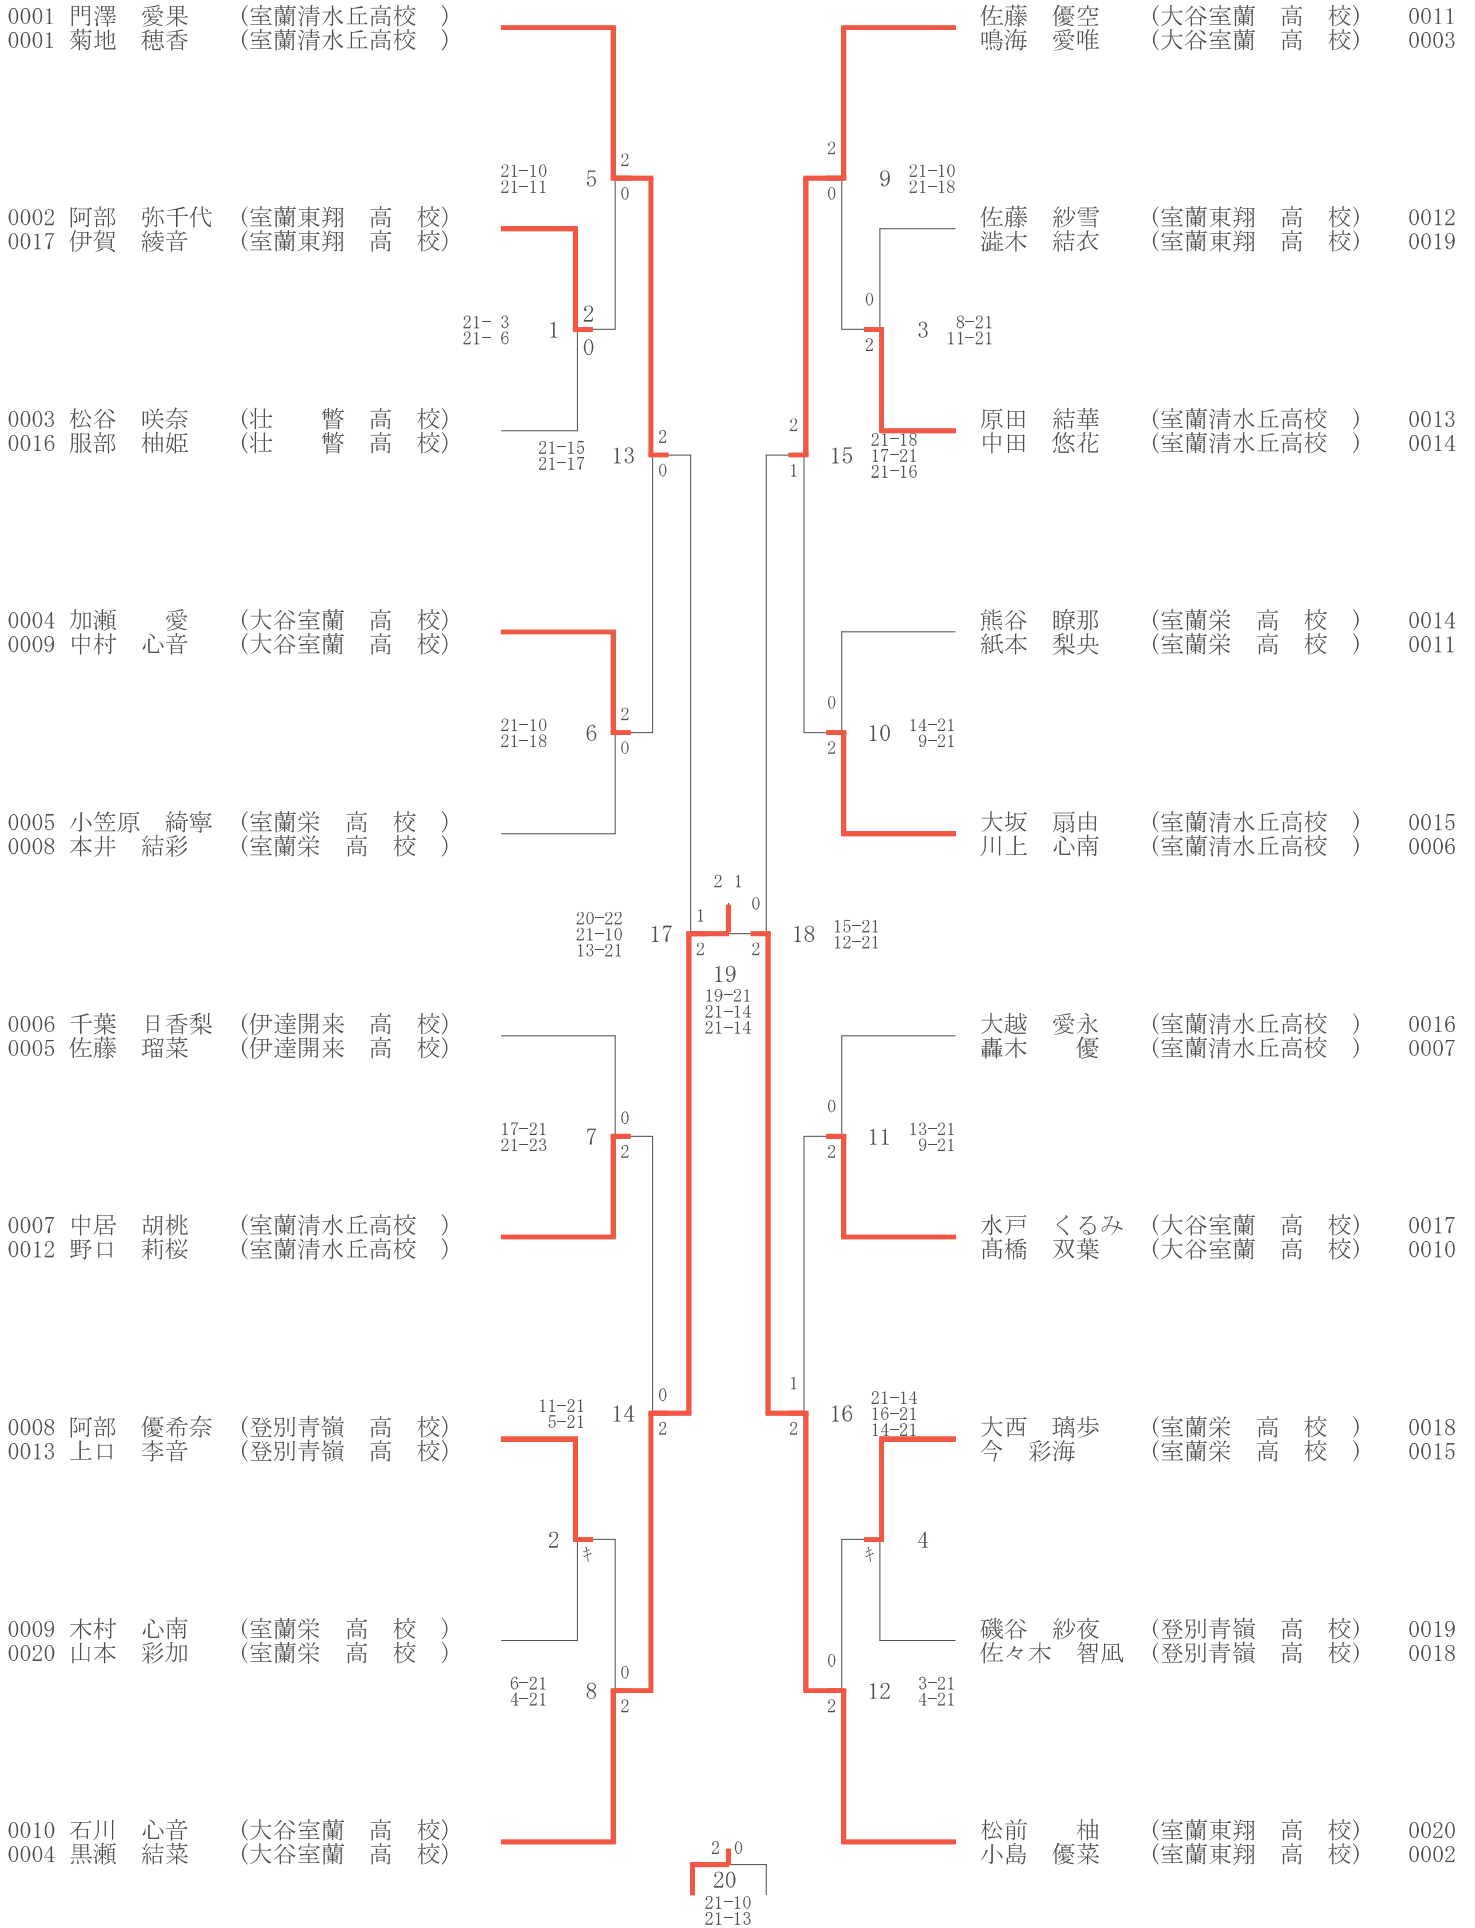 0001 門澤　愛果　　(室蘭清水丘高校　)
0001 菊地　穂香　　(室蘭清水丘高校　)
佐藤　優空　　(大谷室蘭　高　校)　0011
鳴海　愛唯　　(大谷室蘭　高　校)　0003
21-10
21-11
5
2
0
2
0
9
21-10
21-18
0002 阿部　弥千代　(室蘭東翔　高　校)
0017 伊賀　綾音　　(室蘭東翔　高　校)
佐藤　紗雪　　(室蘭東翔　高　校)　0012
澁木　結衣　　(室蘭東翔　高　校)　0019
21- 3
21- 6
1
2
0
0
2
3
8-21
11-21
0003 松谷　咲奈　　(壮　　瞥　高　校)
0016 服部　柚姫　　(壮　　瞥　高　校)
原田　結華　　(室蘭清水丘高校　)　0013
中田　悠花　　(室蘭清水丘高校　)　0014
21-15
21-17
13
2
0
2
1
15
21-18
17-21
21-16
0004 加瀬　　愛　　(大谷室蘭　高　校)
0009 中村　心音　　(大谷室蘭　高　校)
熊谷　瞭那　　(室蘭栄　高　校　)　0014
紙本　梨央　　(室蘭栄　高　校　)　0011
21-10
21-18
6
2
0
0
2
10
14-21
9-21
0005 小笠原　綺寧　(室蘭栄　高　校　)
0008 本井　結彩　　(室蘭栄　高　校　)
大坂　扇由　　(室蘭清水丘高校　)　0015
川上　心南　　(室蘭清水丘高校　)　0006
20-22
21-10
13-21
17
1
2
2 1
0
2
18
15-21
12-21
19
19-21
21-14
21-14
0006 千葉　日香梨　(伊達開来　高　校)
0005 佐藤　瑠菜　　(伊達開来　高　校)
大越　愛永　　(室蘭清水丘高校　)　0016
轟木　　優　　(室蘭清水丘高校　)　0007
17-21
21-23
7
0
2
0
2
11
13-21
9-21
0007 中居　胡桃　　(室蘭清水丘高校　)
0012 野口　莉桜　　(室蘭清水丘高校　)
水戸　くるみ　(大谷室蘭　高　校)　0017
髙橋　双葉　　(大谷室蘭　高　校)　0010
11-21
5-21
14
0
2
1
2
16
21-14
16-21
14-21
0008 阿部　優希奈　(登別青嶺　高　校)
0013 上口　李音　　(登別青嶺　高　校)
大西　璃歩　　(室蘭栄　高　校　)　0018
今　彩海　　　(室蘭栄　高　校　)　0015
2
キ
キ
4
0009 木村　心南　　(室蘭栄　高　校　)
0020 山本　彩加　　(室蘭栄　高　校　)
磯谷　紗夜　　(登別青嶺　高　校)　0019
佐々木　智凪　(登別青嶺　高　校)　0018
6-21
4-21
8
0
2
0
2
12
3-21
4-21
0010 石川　心音　　(大谷室蘭　高　校)
0004 黒瀬　結菜　　(大谷室蘭　高　校)
松前　　柚　　(室蘭東翔　高　校)　0020
小島　優菜　　(室蘭東翔　高　校)　0002
2 0
20
21-10
21-13